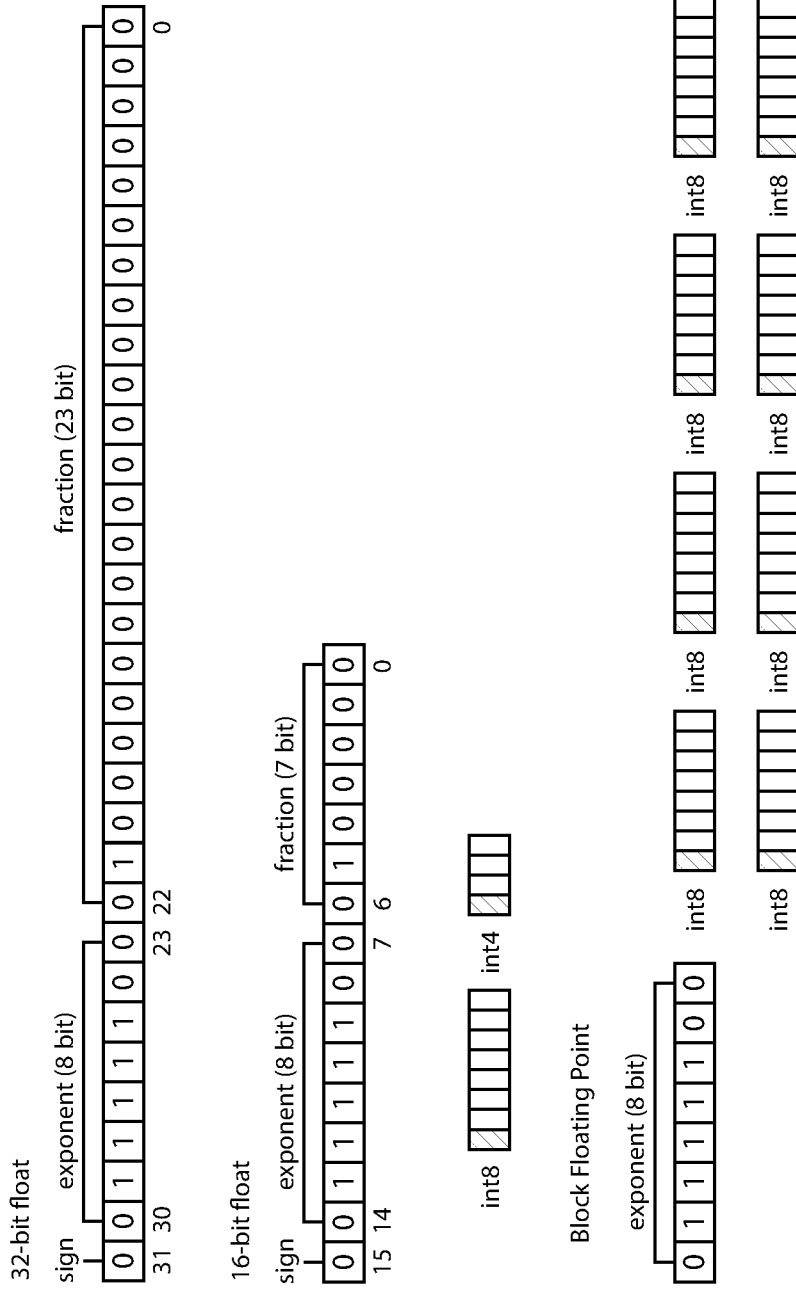 32-bit float
sign exponent (8 bit) fraction (23 bit)
0 0 1 1 1 1 1 0 0 0 1 0 0 0 0 0 0 0 0 0 0 0 0 0 0 0 0 0 0 0 0 0
31 30 23 22 0
16-bit float
sign exponent (8 bit) fraction (7 bit)
0 0 1 1 1 1 1 0 0 0 1 0 0 0 0 0
15 14 7 6 0
int8 int4
Block Floating Point
exponent (8 bit)
0 1 1 1 1 1 0 0 int8 int8 int8 int8
int8 int8 int8 int8